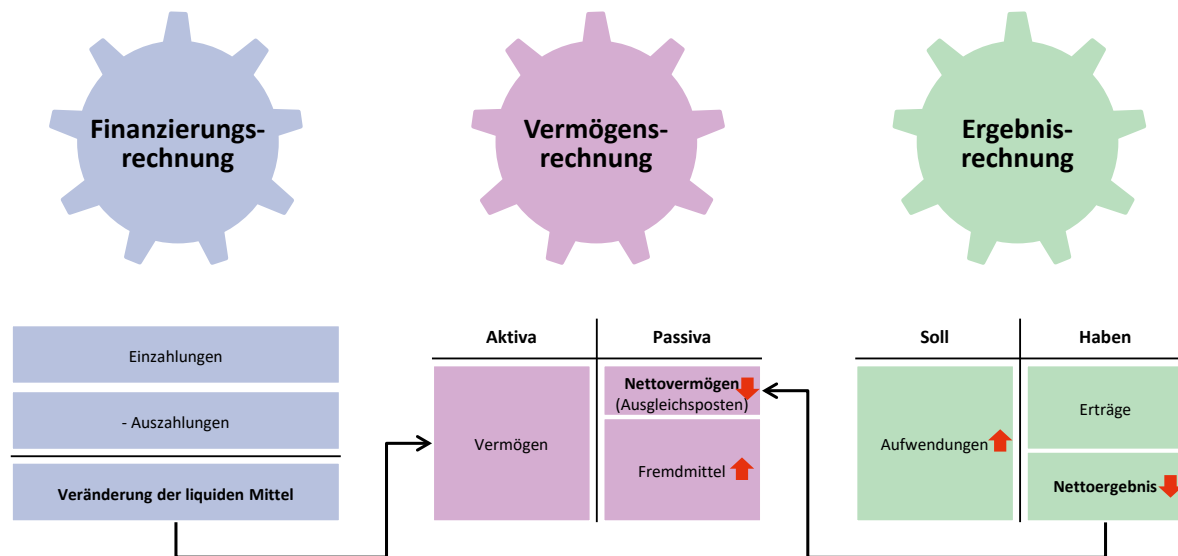 Finanzierungs-
rechnung
Vermögens-
rechnung
Ergebnis-
rechnung
Einzahlungen
- Auszahlungen
Veränderung der liquiden Mittel
Aktiva
Passiva
Vermögen
Nettovermögen
(Ausgleichsposten)
Fremdmittel
Soll
Haben
Aufwendungen
Erträge
Nettoergebnis